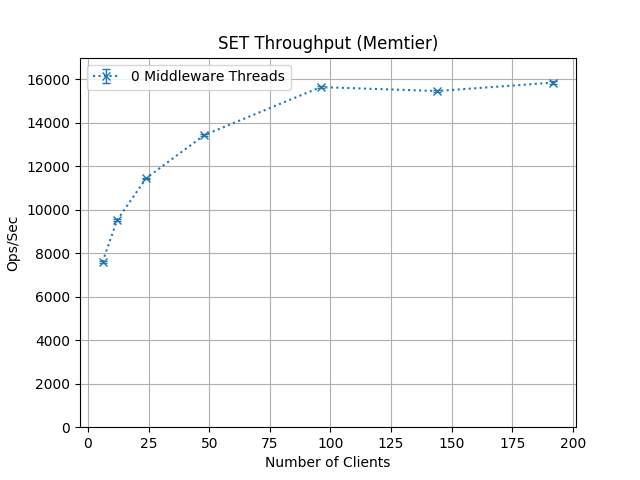 SET Throughput (Memtier)
0 Middleware Threads
16000
14000
12000
10000
8000
6000
4000
2000
0
Ops/Sec
0 25 50 75 100 125 150 175 200
Number of Clients